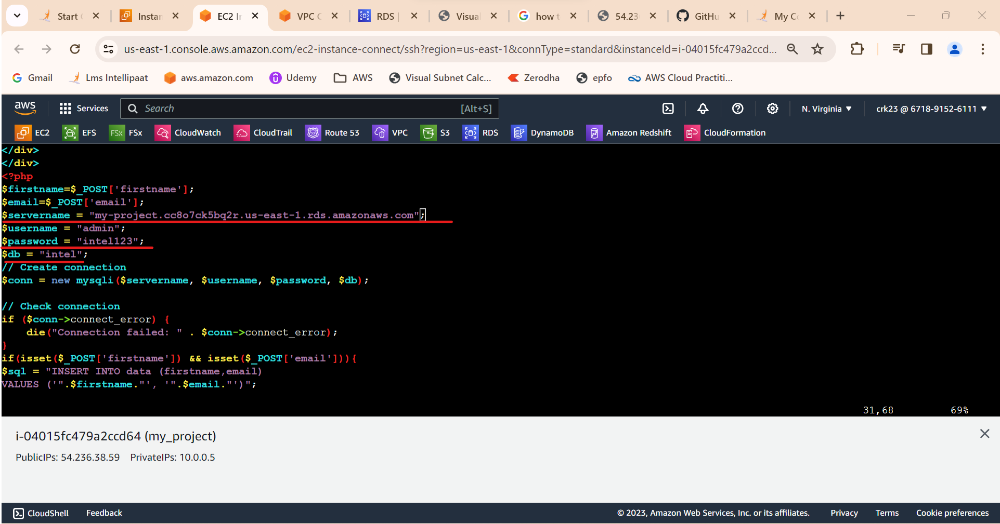 Start
Instar
EC2 Ir
VPC C
RDS |
Visual
how t
54.23
GitHu
My Co
us-east-1.console.aws.amazon.com/ec2-instance-connect/ssh?region=us-east-1&connType=standard&instanceId=i-04015fc479a2ccd...
Gmail
Lms Intellipaat
aws.amazon.com
Udemy
AWS
Visual Subnet Calc...
Zerodha
epfo
AWS Cloud Practiti...
aws
Services
Search
[Alt+S]
N. Virginia
crk23 @ 6718-9152-6111
EC2
EFS
FSx FSx
CloudWatch
CloudTrail
Route 53
VPC
S3
RDS
DynamoDB
Amazon Redshift
CloudFormation
</div>
</div>
<?php
$firstname=$_POST['firstname'];
$email=$_POST['email'];
$servername = "my-project.cc8o7ck5bq2r.us-east-1.rds.amazonaws.com";
$username = "admin";
$password = "intel123";
$db = "intel";
// Create connection
$conn = new mysqli($servername, $username, $password, $db);
// Check connection
if ($conn->connect_error) {
    die("Connection failed: " . $conn->connect_error);
}
if(isset($_POST['firstname']) && isset($_POST['email'])){
$sql = "INSERT INTO data (firstname,email)
VALUES ('".$firstname."', '".$email."')";
31,68 69%
i-04015fc479a2ccd64 (my_project)
PublicIPs: 54.236.38.59 PrivateIPs: 10.0.0.5
CloudShell
Feedback
© 2023, Amazon Web Services, Inc. or its affiliates.
Privacy
Terms
Cookie preferences